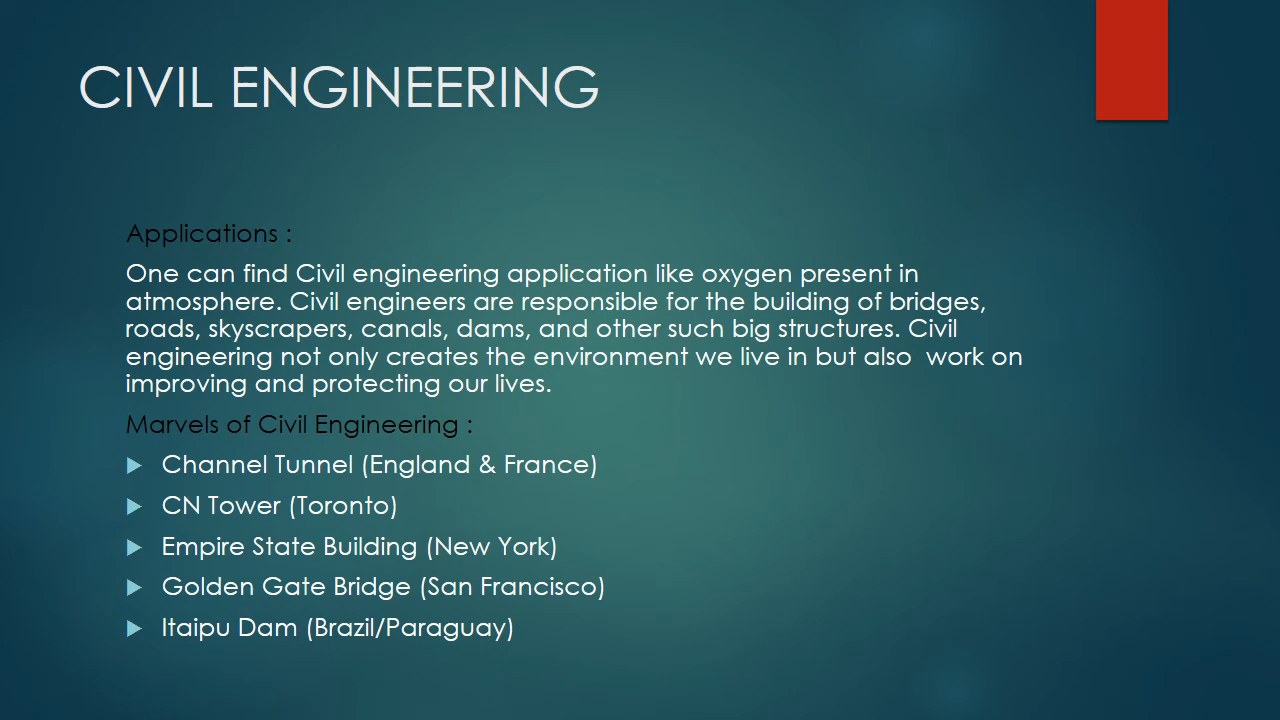 CIVIL ENGINEERING
Applications :
One can find Civil engineering application like oxygen present in
atmosphere. Civil engineers are responsible for the building of bridges,
roads, skyscrapers, canals, dams, and other such big structures. Civil
engineering not only creates the environment we live in but also  work on
improving and protecting our lives.
Marvels of Civil Engineering :
Channel Tunnel (England & France)
CN Tower (Toronto)
Empire State Building (New York)
Golden Gate Bridge (San Francisco)
Itaipu Dam (Brazil/Paraguay)